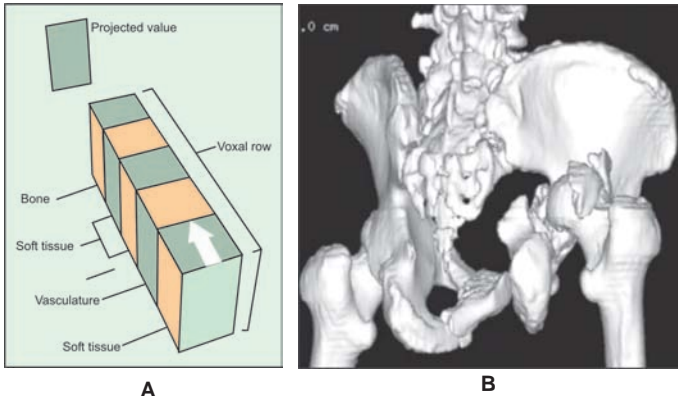 Projected value
Voxal row
Bone
Soft tissue
Vasculature
Soft tissue
A
.0 cm
B